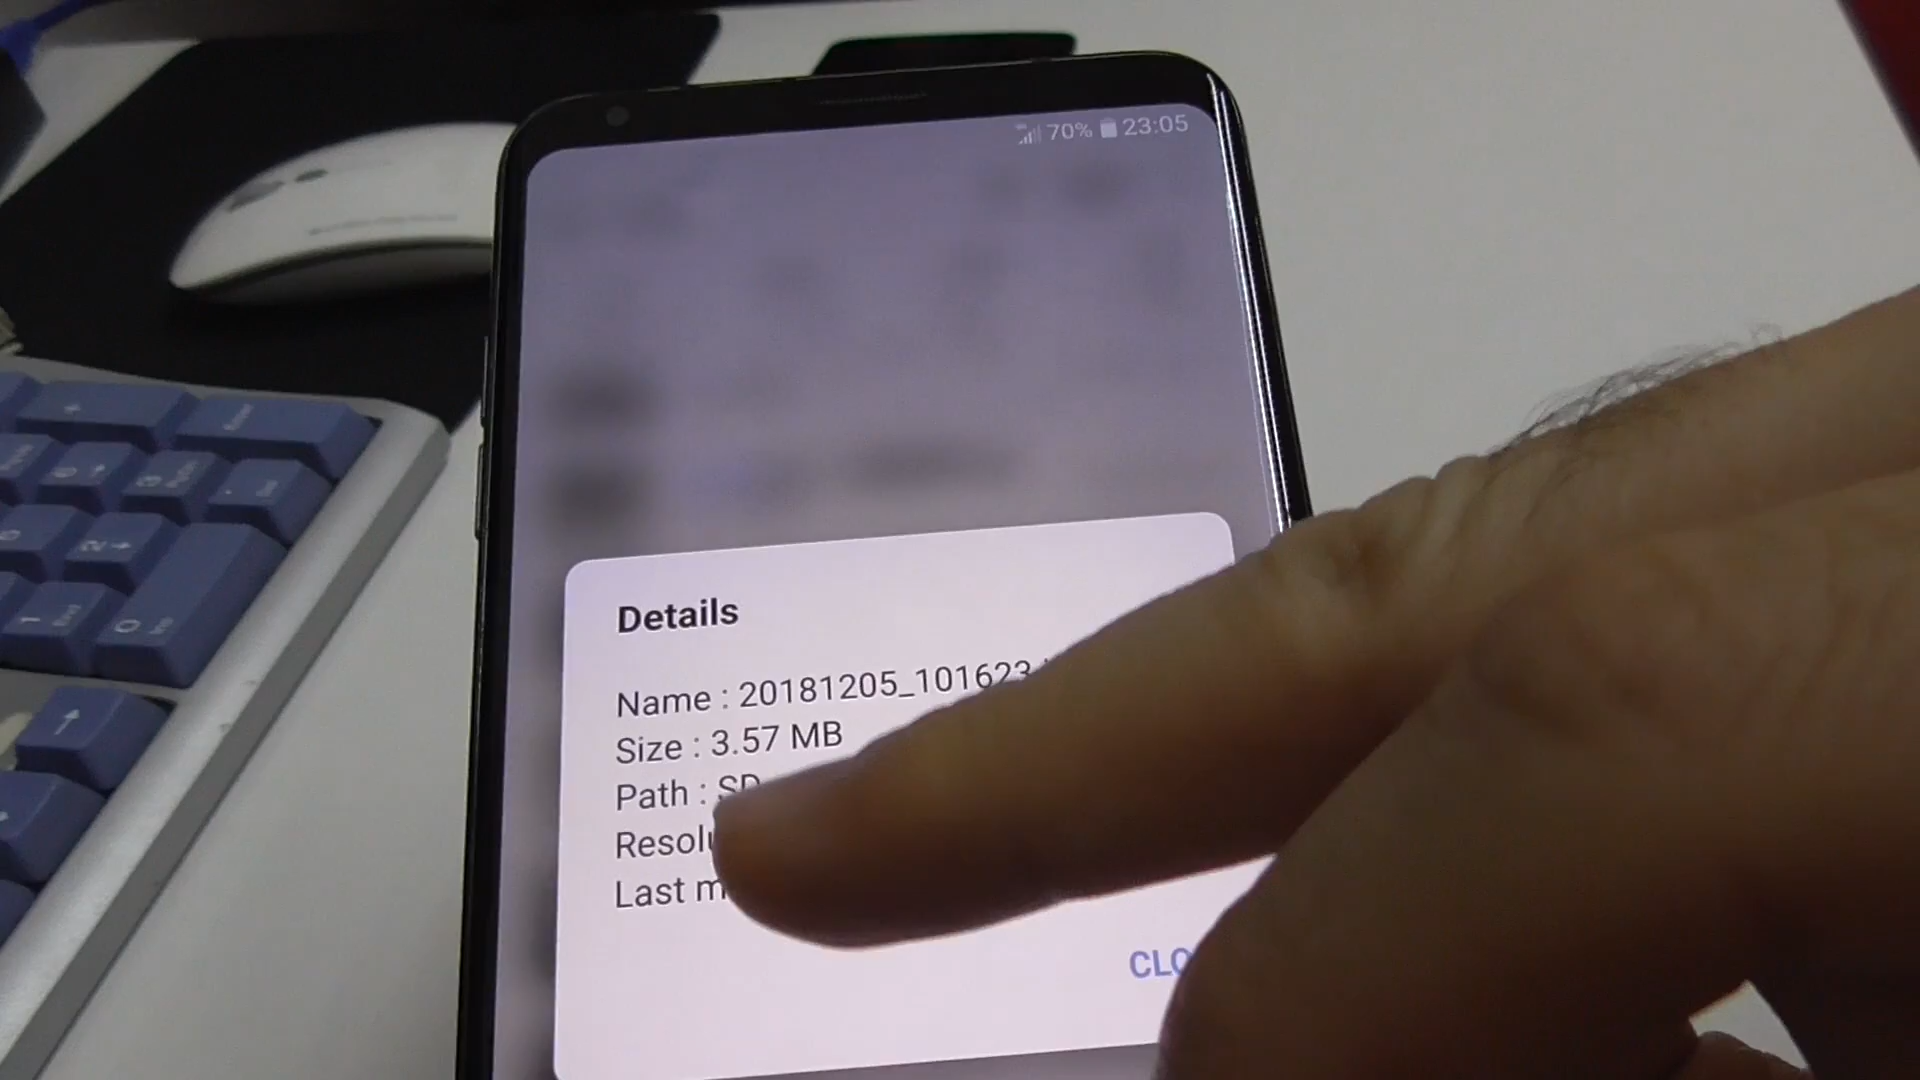 70% 23:05
Details
Name : 20181205_101623
Size : 3.57 MB
Path : SD
Resolu
Last m
CLO